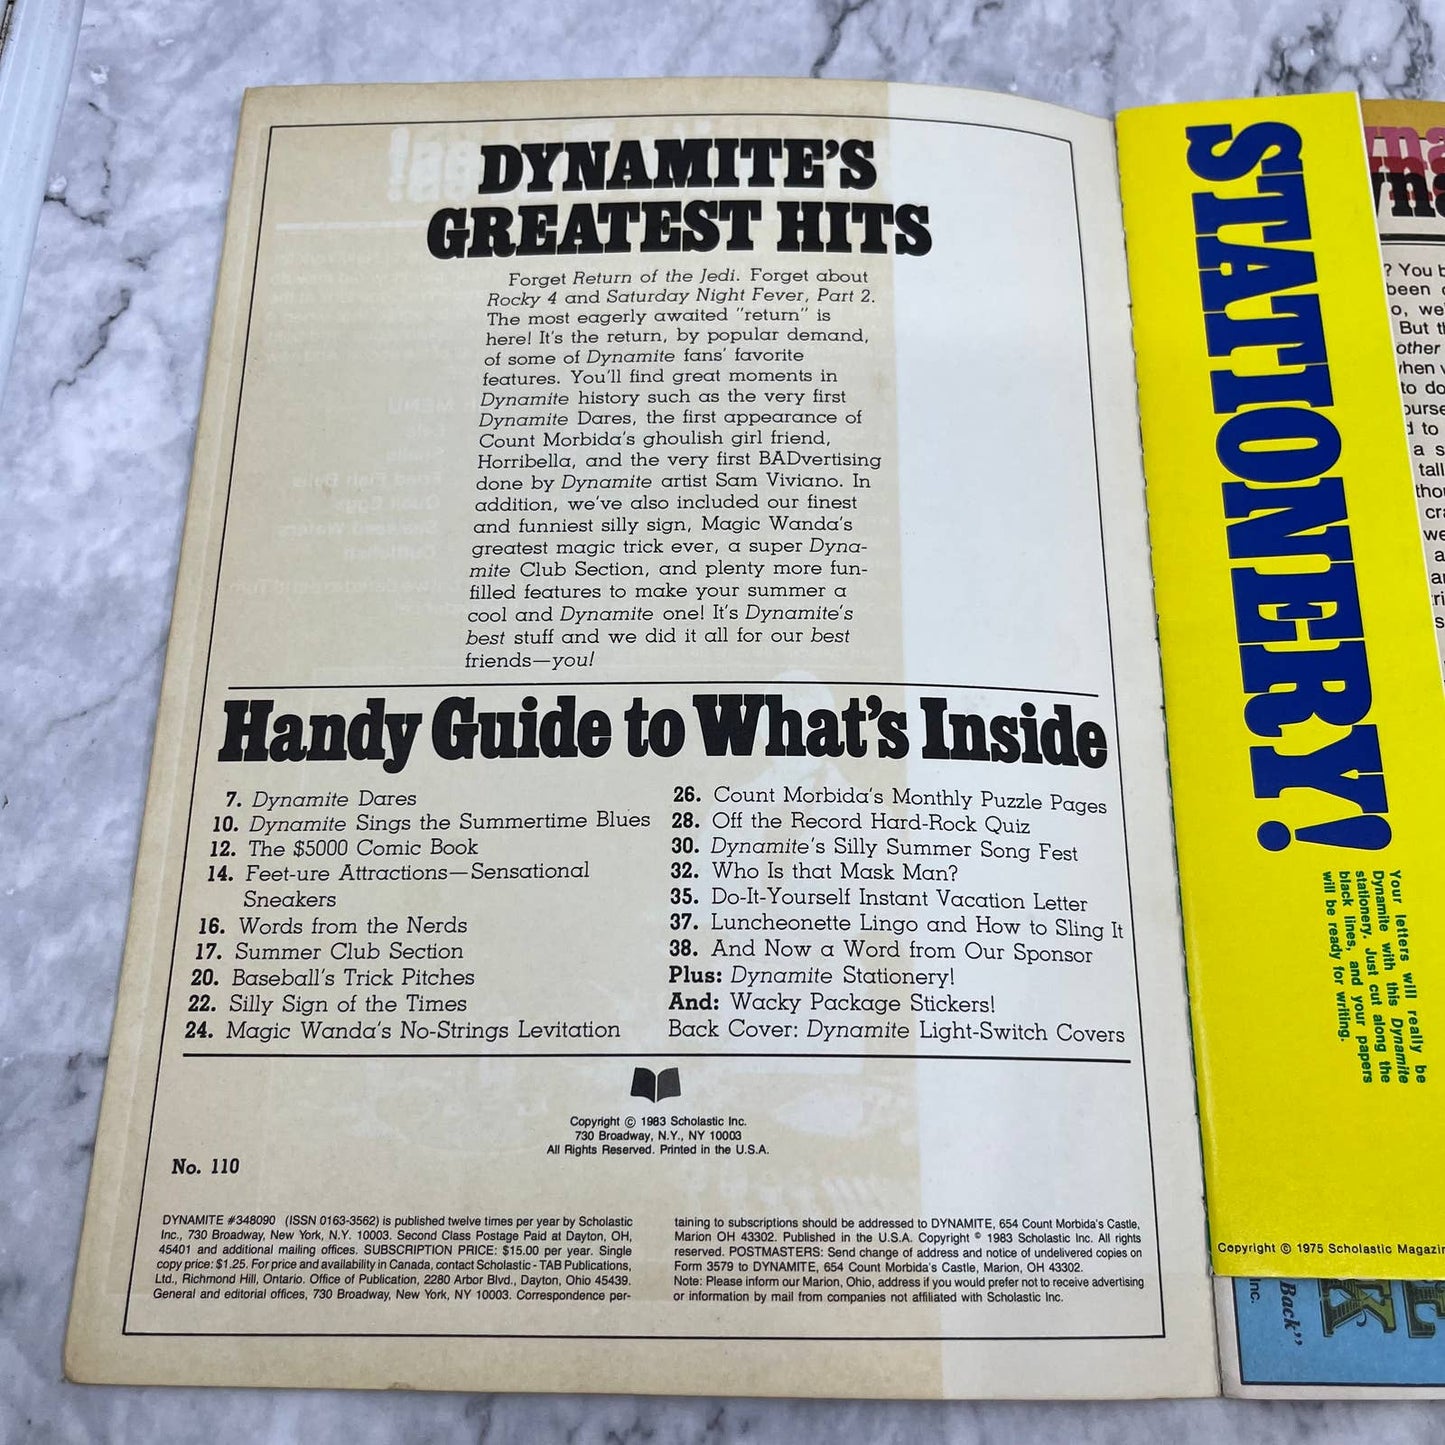 DYNAMITE'S
GREATEST HITS
Forget Return of the Jedi. Forget about
Rocky 4 and Saturday Night Fever, Part 2.
The most eagerly awaited "return" is
here! It's the return, by popular demand,
of some of Dynamite fans' favorite
features. You'll find great moments in
Dynamite history such as the very first
Dynamite Dares, the first appearance of
Count Morbida's ghoulish girl friend,
Horribella, and the very first BADvertising
done by Dynamite artist Sam Viviano. In
addition, we've also included our finest
and funniest silly sign, Magic Wanda's
greatest magic trick ever, a super Dyna-
mite Club Section, and plenty more fun-
filled features to make your summer a
cool and Dynamite one! It's Dynamite's
best stuff and we did it all for our best
friends—you!
Handy Guide to What's Inside
7. Dynamite Dares
10. Dynamite Sings the Summertime Blues
12. The $5000 Comic Book
14. Feet-ure Attractions—Sensational
Sneakers
16. Words from the Nerds
17. Summer Club Section
20. Baseball's Trick Pitches
22. Silly Sign of the Times
24. Magic Wanda's No-Strings Levitation
26. Count Morbida's Monthly Puzzle Pages
28. Off the Record Hard-Rock Quiz
30. Dynamite's Silly Summer Song Fest
32. Who Is that Mask Man?
35. Do-It-Yourself Instant Vacation Letter
37. Luncheonette Lingo and How to Sling It
38. And Now a Word from Our Sponsor
Plus: Dynamite Stationery!
And: Wacky Package Stickers!
Back Cover: Dynamite Light-Switch Covers
Copyright © 1983 Scholastic Inc.
730 Broadway, N.Y., NY 10003
All Rights Reserved. Printed in the U.S.A.
No. 110
DYNAMITE #348090 (ISSN 0163-3562) is published twelve times per year by Scholastic
Inc., 730 Broadway, New York, N.Y. 10003. Second Class Postage Paid at Dayton, OH,
45401 and additional mailing offices. SUBSCRIPTION PRICE: $15.00 per year. Single
copy price: $1.25. For price and availability in Canada, contact Scholastic - TAB Publications,
Ltd., Richmond Hill, Ontario. Office of Publication, 2280 Arbor Blvd., Dayton, Ohio 45439.
General and editorial offices, 730 Broadway, New York, NY 10003. Correspondence per-
taining to subscriptions should be addressed to DYNAMITE, 654 Count Morbida's Castle,
Marion OH 43302. Published in the U.S.A. Copyright © 1983 Scholastic Inc. All rights
reserved. POSTMASTERS: Send change of address and notice of undelivered copies on
Form 3579 to DYNAMITE, 654 Count Morbida's Castle, Marion, OH 43302.
Note: Please inform our Marion, Ohio, address if you would prefer not to receive advertising
or information by mail from companies not affiliated with Scholastic Inc.
STATIONERY!
Your letters will really be
Dynamite with this Dynamite
stationery. Just cut along the
black lines, and your papers
will be ready for writing.
Copyright © 1975 Scholastic Magazin
? You b
been
o, we
But t
other
when
to do
ourse
d to
a s
tall
thou
cra
we
a
Inc.
Back"